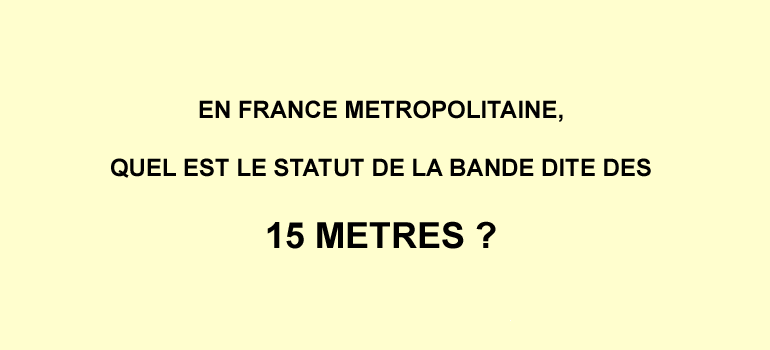 EN FRANCE METROPOLITAINE,
QUEL EST LE STATUT DE LA BANDE DITE DES
15 METRES ?